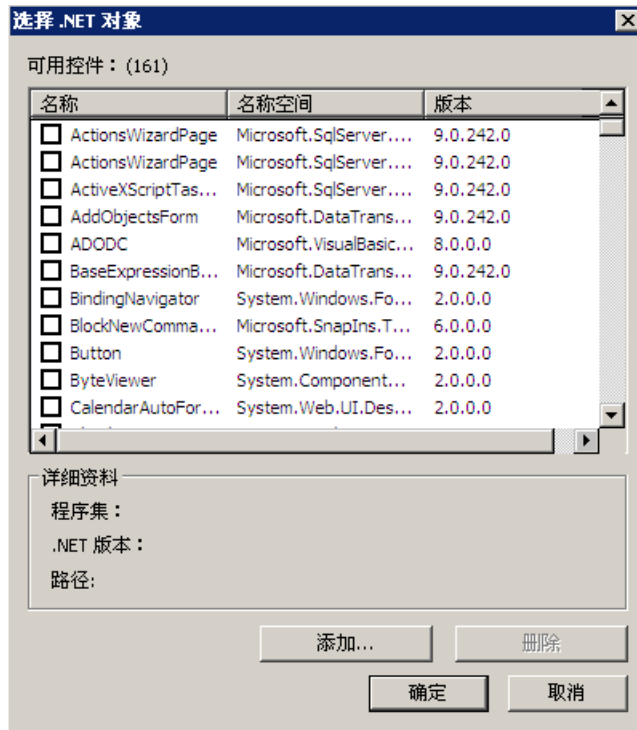 选择 .NET 对象
可用控件：(161)
名称 名称空间 版本
ActionsWizardPage Microsoft.SqlServer.... 9.0.242.0
ActionsWizardPage Microsoft.SqlServer.... 9.0.242.0
ActiveXScriptTas... Microsoft.SqlServer.... 9.0.242.0
AddObjectsForm Microsoft.DataTrans... 9.0.242.0
ADODC Microsoft.VisualBasic... 8.0.0.0
BaseExpressionB... Microsoft.DataTrans... 9.0.242.0
BindingNavigator System.Windows.Fo... 2.0.0.0
BlockNewComma... Microsoft.SnapIns.T... 6.0.0.0
Button System.Windows.Fo... 2.0.0.0
ByteViewer System.Component... 2.0.0.0
CalendarAutoFor... System.Web.UI.Des... 2.0.0.0
详细资料
程序集：
.NET 版本：
路径:
添加... 删除
确定 取消